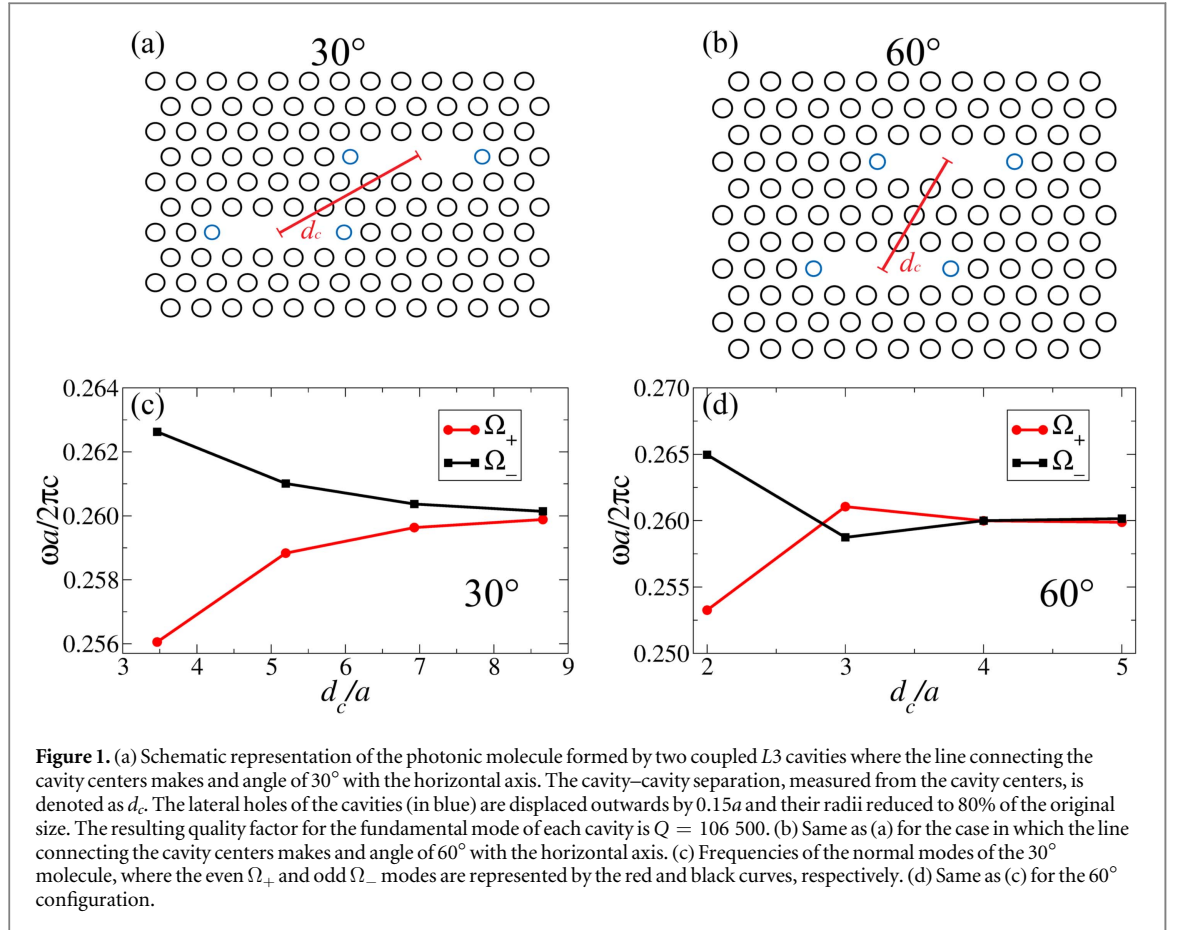 (a)
30°
(b)
60°
d_c
d_c
(c)
0.264
0.262
0.260
0.258
0.256
ωa/2πc
Ω_+
Ω_−
30°
3 4 5 6 7 8 9
d_c/a
(d)
0.270
0.265
0.260
0.255
0.250
ωa/2πc
Ω_+
Ω_−
60°
2 3 4 5
d_c/a
Figure 1. (a) Schematic representation of the photonic molecule formed by two coupled L3 cavities where the line connecting the
cavity centers makes and angle of 30° with the horizontal axis. The cavity–cavity separation, measured from the cavity centers, is
denoted as d_c. The lateral holes of the cavities (in blue) are displaced outwards by 0.15a and their radii reduced to 80% of the original
size. The resulting quality factor for the fundamental mode of each cavity is Q = 106 500. (b) Same as (a) for the case in which the line
connecting the cavity centers makes and angle of 60° with the horizontal axis. (c) Frequencies of the normal modes of the 30°
molecule, where the even Ω_+ and odd Ω_− modes are represented by the red and black curves, respectively. (d) Same as (c) for the 60°
configuration.